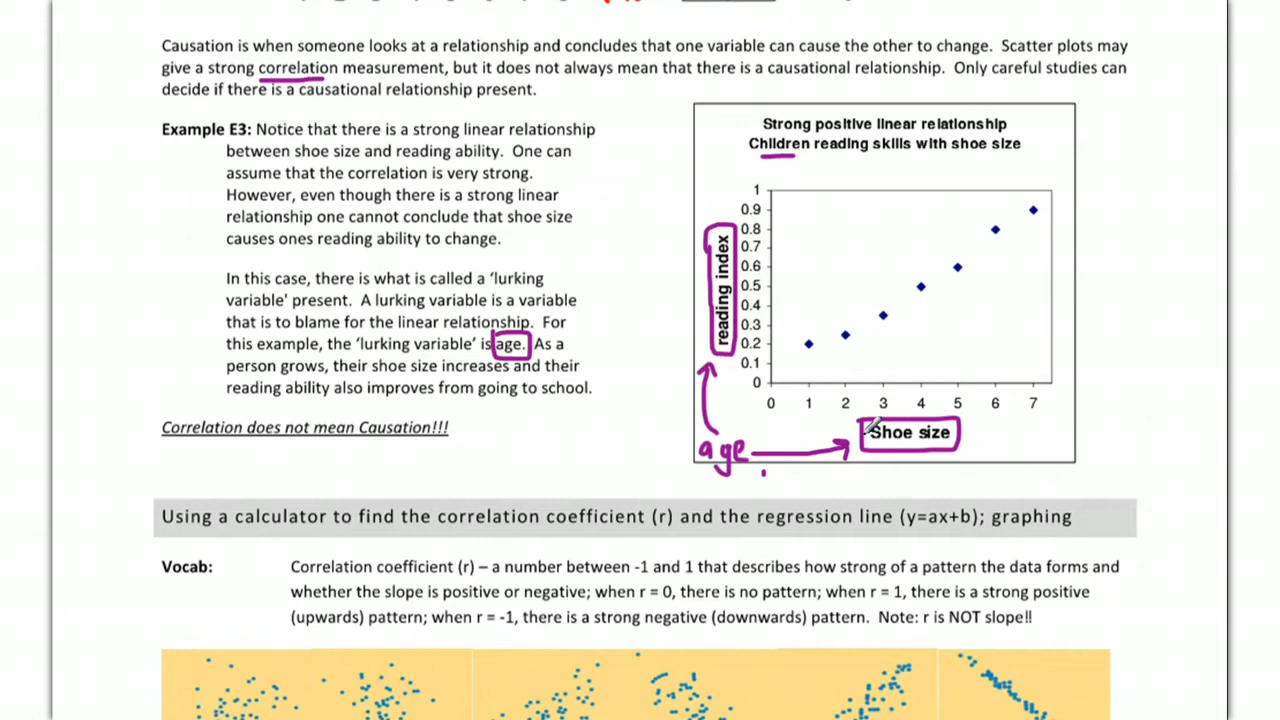 Causation is when someone looks at a relationship and concludes that one variable can cause the other to change. Scatter plots may
give a strong correlation measurement, but it does not always mean that there is a causational relationship. Only careful studies can
decide if there is a causational relationship present.
Example E3: Notice that there is a strong linear relationship
between shoe size and reading ability. One can
assume that the correlation is very strong.
However, even though there is a strong linear
relationship one cannot conclude that shoe size
causes ones reading ability to change.
In this case, there is what is called a ‘lurking
variable' present. A lurking variable is a variable
that is to blame for the linear relationship. For
this example, the ‘lurking variable’ is age. As a
person grows, their shoe size increases and their
reading ability also improves from going to school.
Correlation does not mean Causation!!!
Strong positive linear relationship
Children reading skills with shoe size
reading index
1
0.9
0.8
0.7
0.6
0.5
0.4
0.3
0.2
0.1
0
0 1 2 3 4 5 6 7
Shoe size
age
Using a calculator to find the correlation coefficient (r) and the regression line (y=ax+b); graphing
Vocab: Correlation coefficient (r) – a number between -1 and 1 that describes how strong of a pattern the data forms and
whether the slope is positive or negative; when r = 0, there is no pattern; when r = 1, there is a strong positive
(upwards) pattern; when r = -1, there is a strong negative (downwards) pattern. Note: r is NOT slope!!